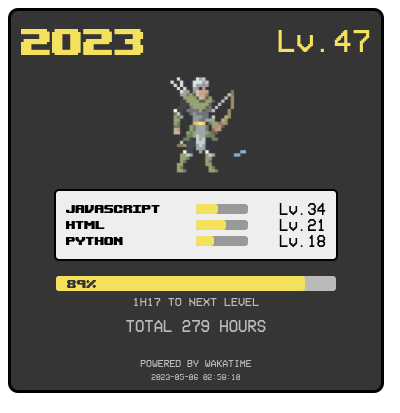 2023 Lv.47
JAVASCRIPT Lv.34
HTML Lv.21
PYTHON Lv.18
89%
1H17 TO NEXT LEVEL
TOTAL 279 HOURS
POWERED BY WAKATIME
2023-05-06 02:50:10